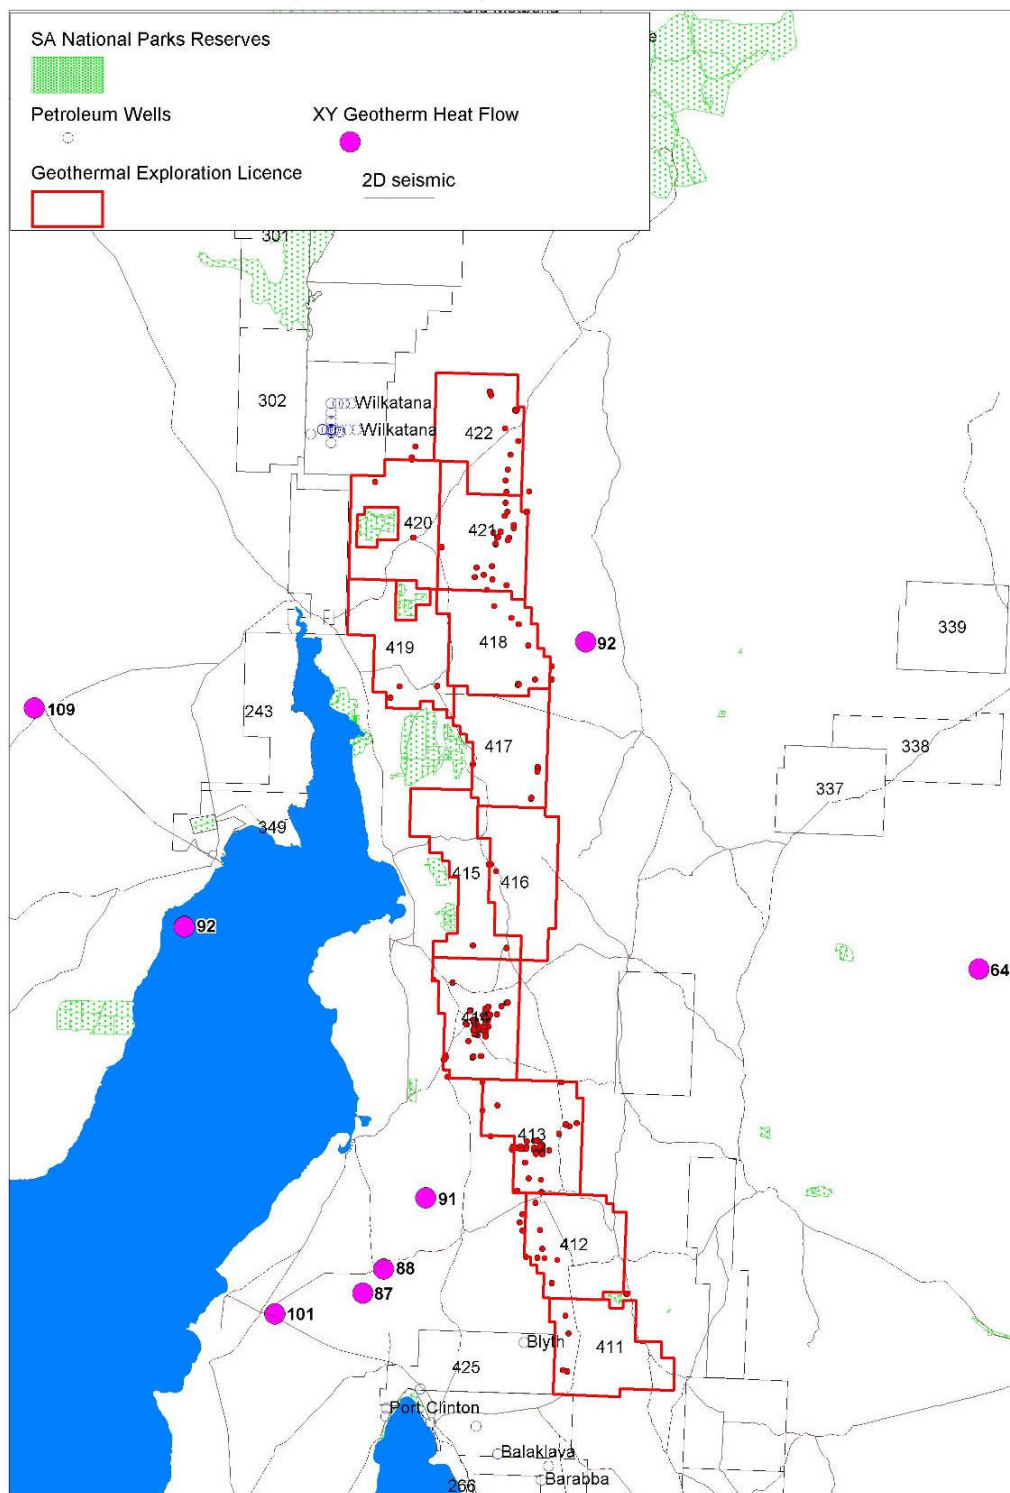 SA National Parks Reserves
Petroleum Wells
XY Geotherm Heat Flow
Geothermal Exploration Licence
2D seismic
301
302
Wilkatana
Wilkatana
422
420
421
339
92
419
418
109
243
417
338
337
349
415
416
92
64
414
413
91
412
88
87
101
Blyth
411
425
Port Clinton
Balaklava
Barabba
266